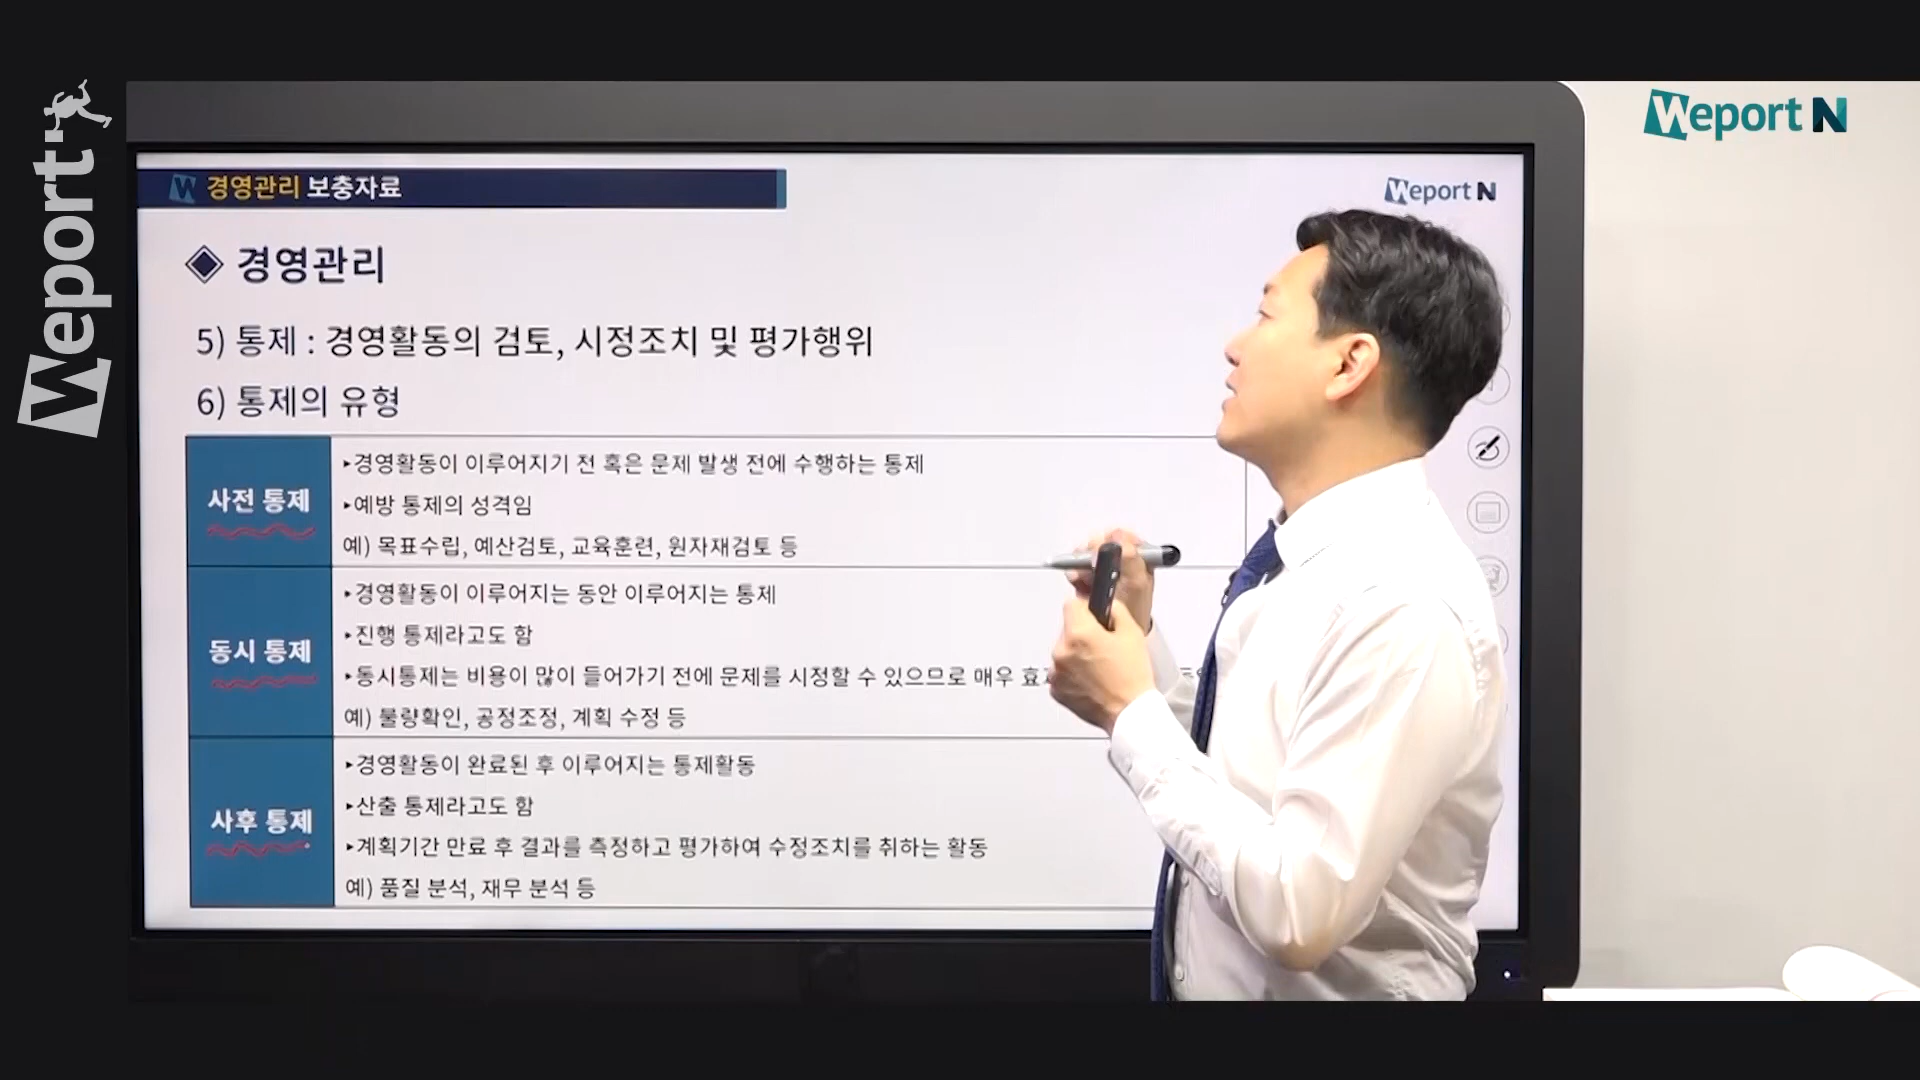 Weport's
Weport N
경영관리 보충자료
Weport N
경영관리
5) 통제 : 경영활동의 검토, 시정조치 및 평가행위
6) 통제의 유형
사전 통제
▸경영활동이 이루어지기 전 혹은 문제 발생 전에 수행하는 통제
▸예방 통제의 성격임
예) 목표수립, 예산검토, 교육훈련, 원자재검토 등
동시 통제
▸경영활동이 이루어지는 동안 이루어지는 통제
▸진행 통제라고도 함
▸동시통제는 비용이 많이 들어가기 전에 문제를 시정할 수 있으므로 매우
예) 불량확인, 공정조정, 계획 수정 등
사후 통제
▸경영활동이 완료된 후 이루어지는 통제활동
▸산출 통제라고도 함
▸계획기간 만료 후 결과를 측정하고 평가하여 수정조치를 취하는 활동
예) 품질 분석, 재무 분석 등